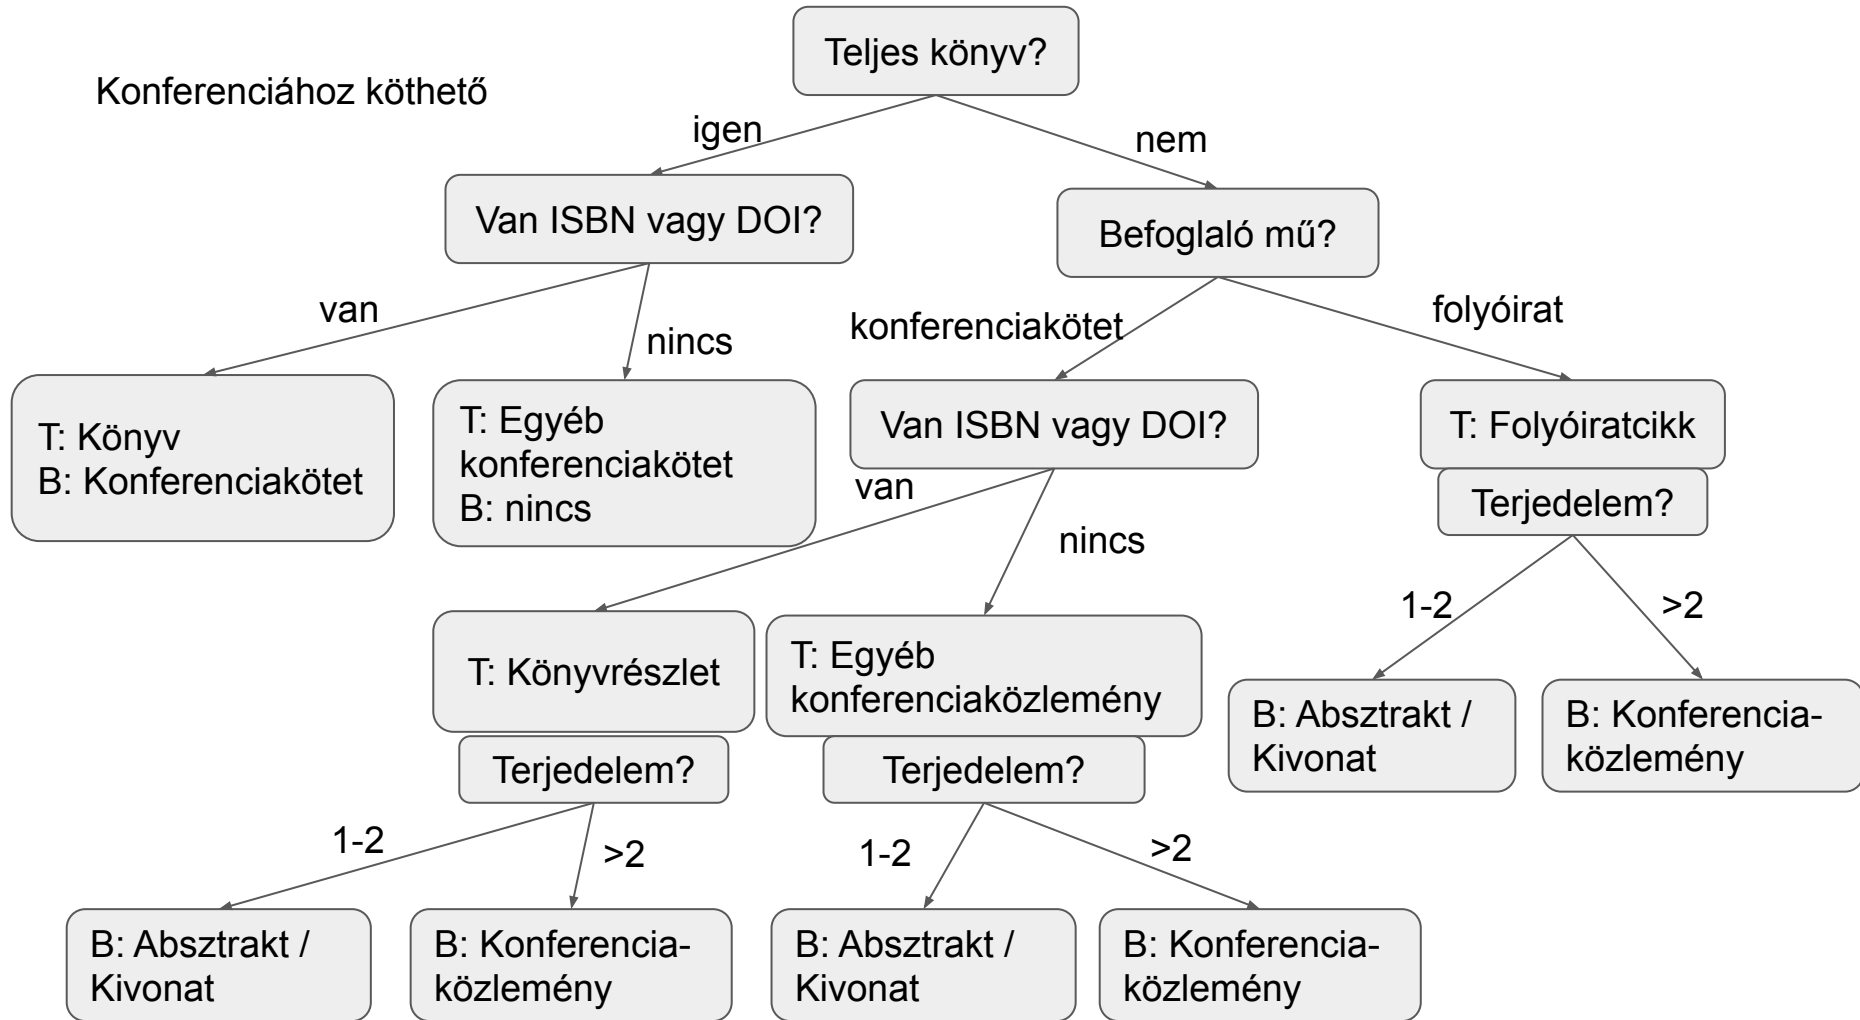 Teljes könyv?
Konferenciához köthető
igen
nem
Van ISBN vagy DOI?
Befoglaló mű?
van
nincs
konferenciakötet
folyóirat
T: Könyv
B: Konferenciakötet
T: Egyéb
konferenciakötet
B: nincs
Van ISBN vagy DOI?
T: Folyóiratcikk
Terjedelem?
van
nincs
1-2
>2
T: Könyvrészlet
T: Egyéb
konferenciaközlemény
B: Absztrakt /
Kivonat
B: Konferencia-
közlemény
Terjedelem?
Terjedelem?
1-2
>2
1-2
>2
B: Absztrakt /
Kivonat
B: Konferencia-
közlemény
B: Absztrakt /
Kivonat
B: Konferencia-
közlemény